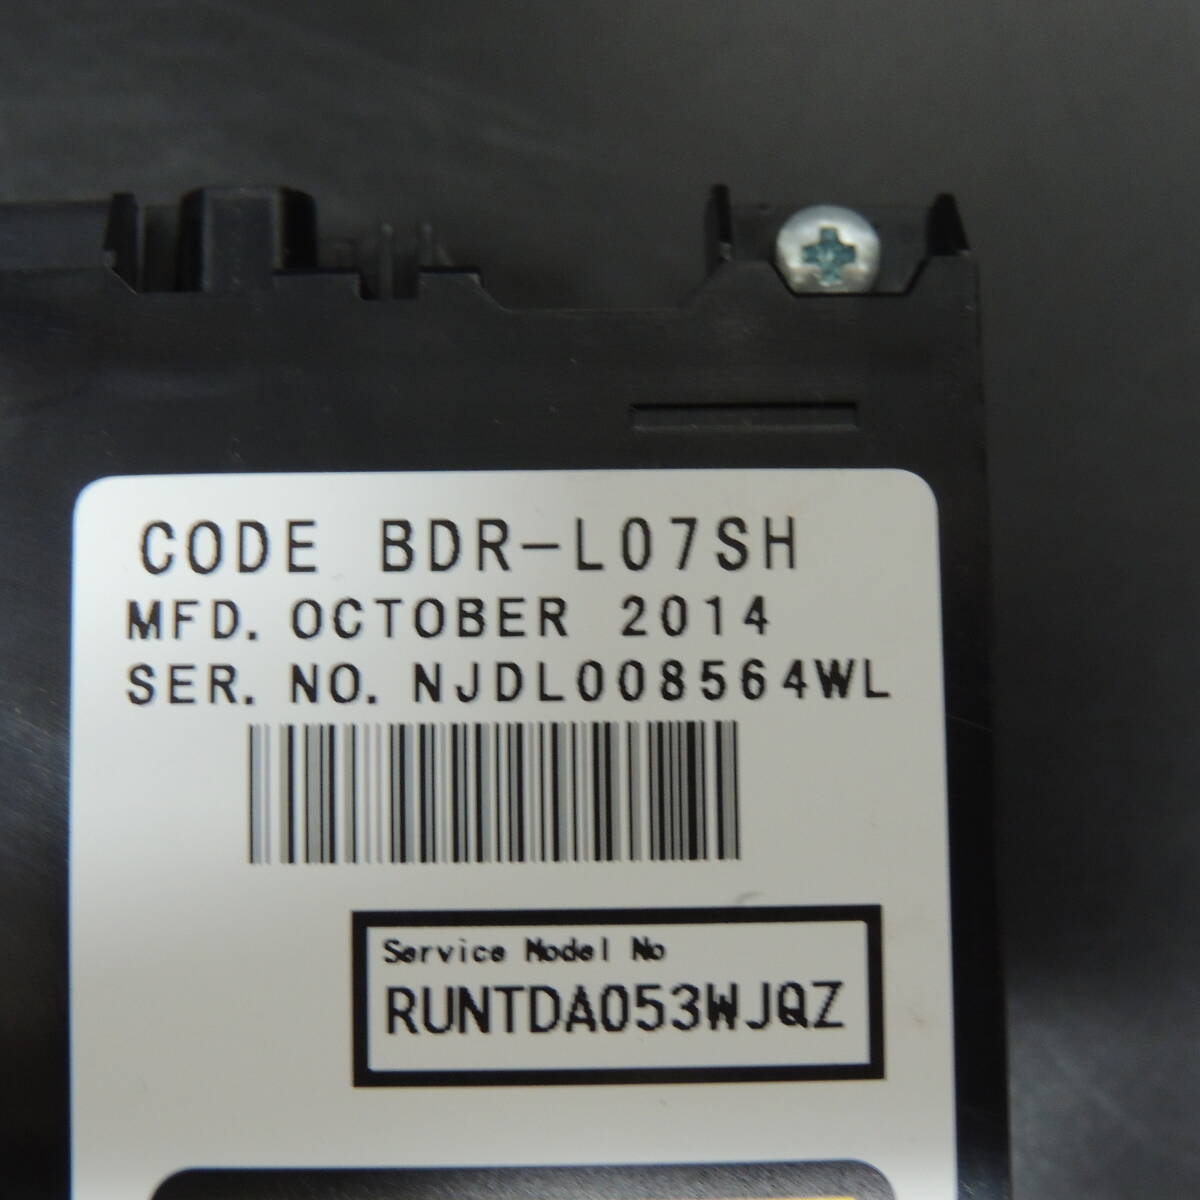 CODE BDR-L07SH
MFD. OCTOBER 2014
SER. NO. NJDL008564WL
Service Model No
RUNTDA053WJQZ